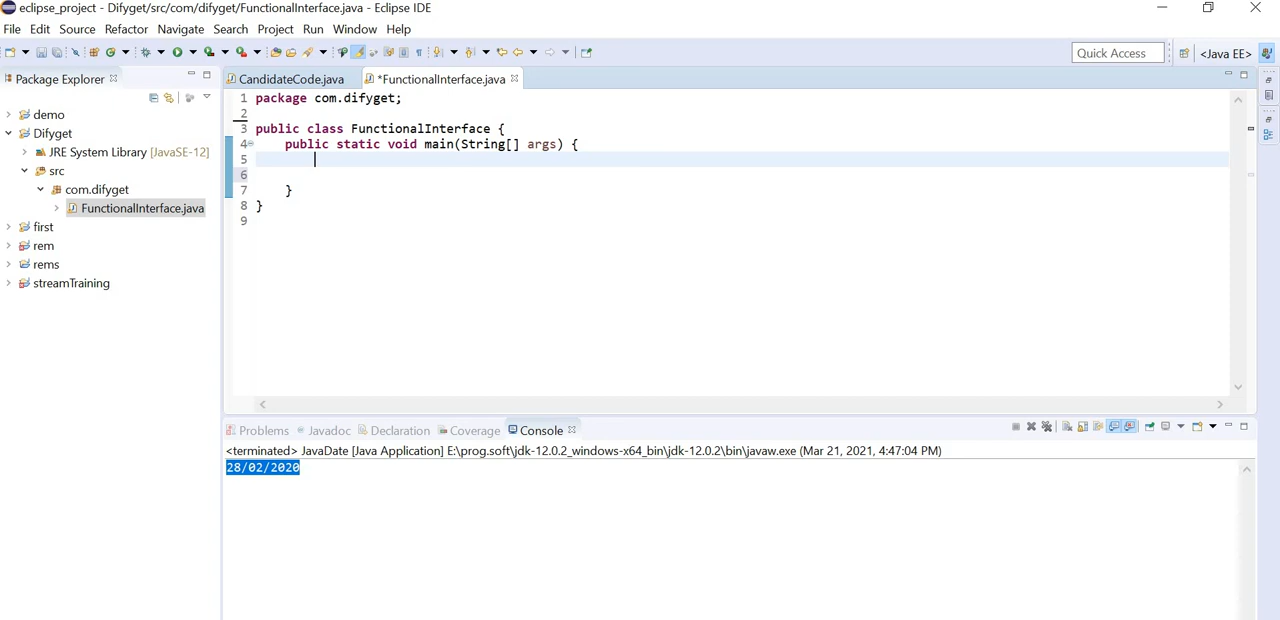 eclipse_project - Difyget/src/com/difyget/FunctionalInterface.java - Eclipse IDE
File Edit Source Refactor Navigate Search Project Run Window Help
Quick Access <Java EE>
Package Explorer
CandidateCode.java *FunctionalInterface.java
demo
Difyget
JRE System Library [JavaSE-12]
src
com.difyget
FunctionalInterface.java
first
rem
rems
streamTraining
1 package com.difyget;
2
3 public class FunctionalInterface {
4 public static void main(String[] args) {
5
6
7 }
8 }
9
Problems Javadoc Declaration Coverage Console
<terminated> JavaDate [Java Application] E:\prog.soft\jdk-12.0.2_windows-x64_bin\jdk-12.0.2\bin\javaw.exe (Mar 21, 2021, 4:47:04 PM)
28/02/2020